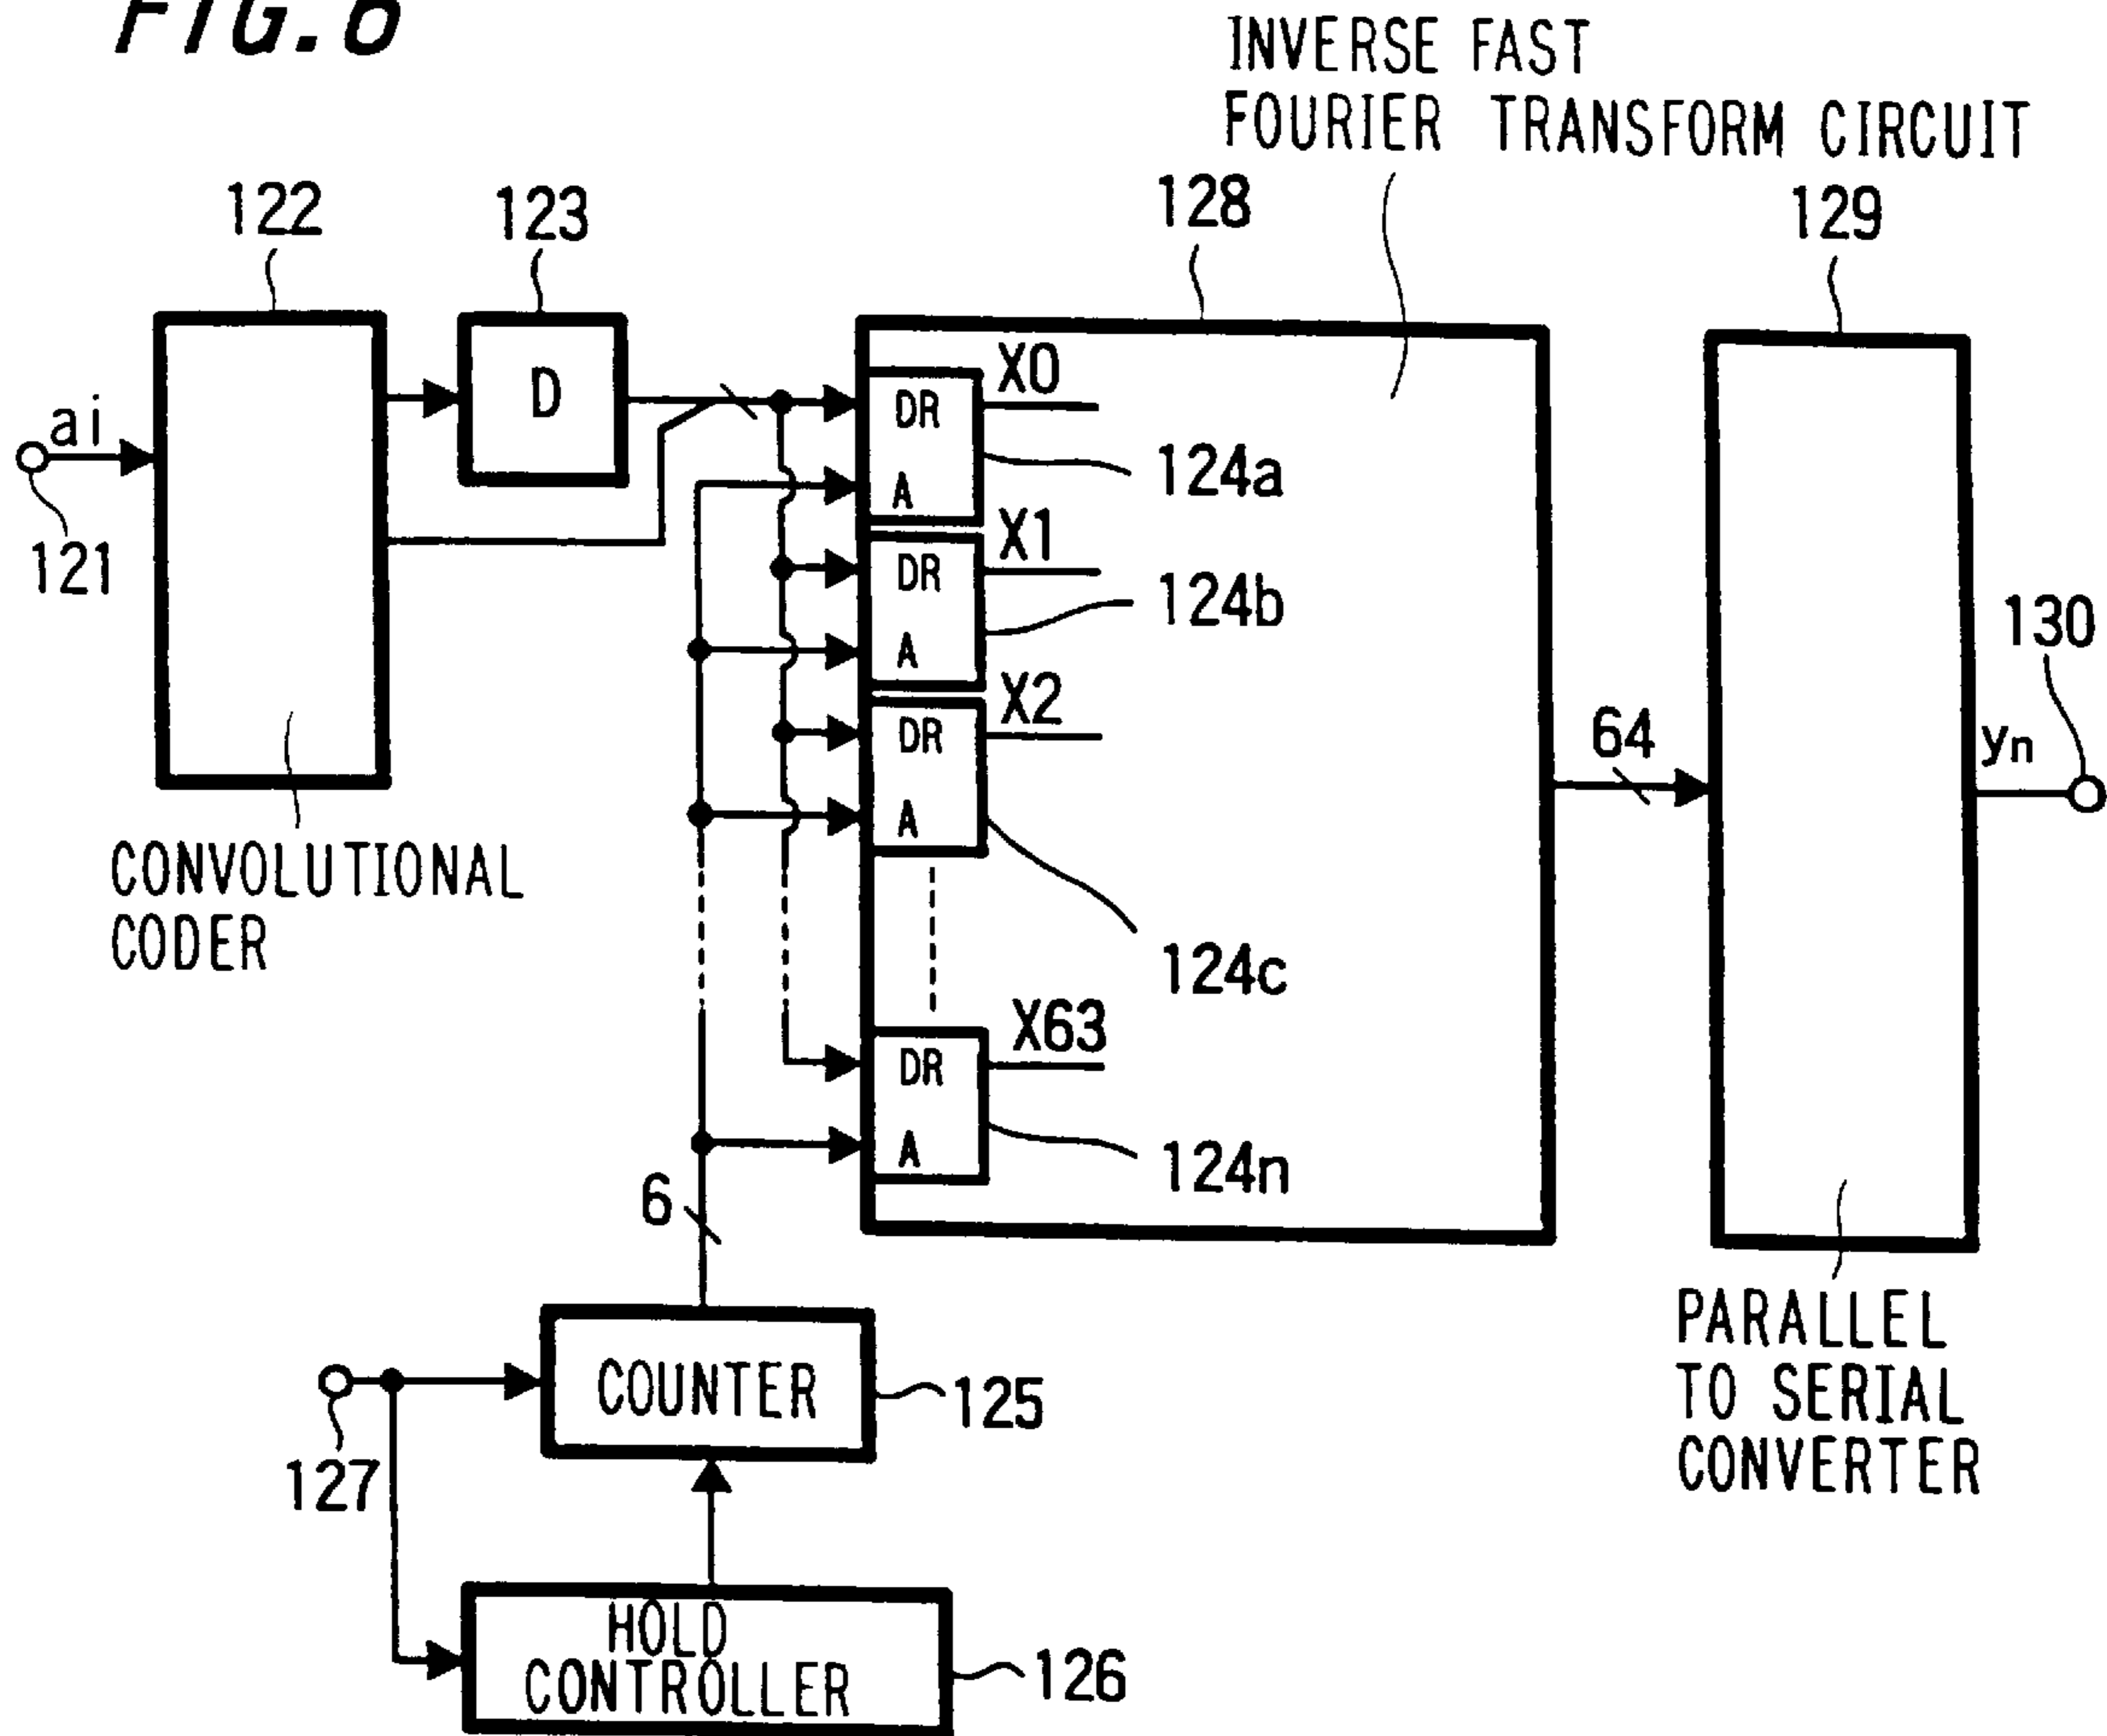 FIG. 6
INVERSE FAST
FOURIER TRANSFORM CIRCUIT
122
123
128
129
ai
121
D
DR
A
X0
124a
DR
A
X1
124b
DR
A
X2
124c
DR
A
X63
124n
64
yn
130
CONVOLUTIONAL
CODER
6
COUNTER
125
127
HOLD
CONTROLLER
126
PARALLEL
TO SERIAL
CONVERTER